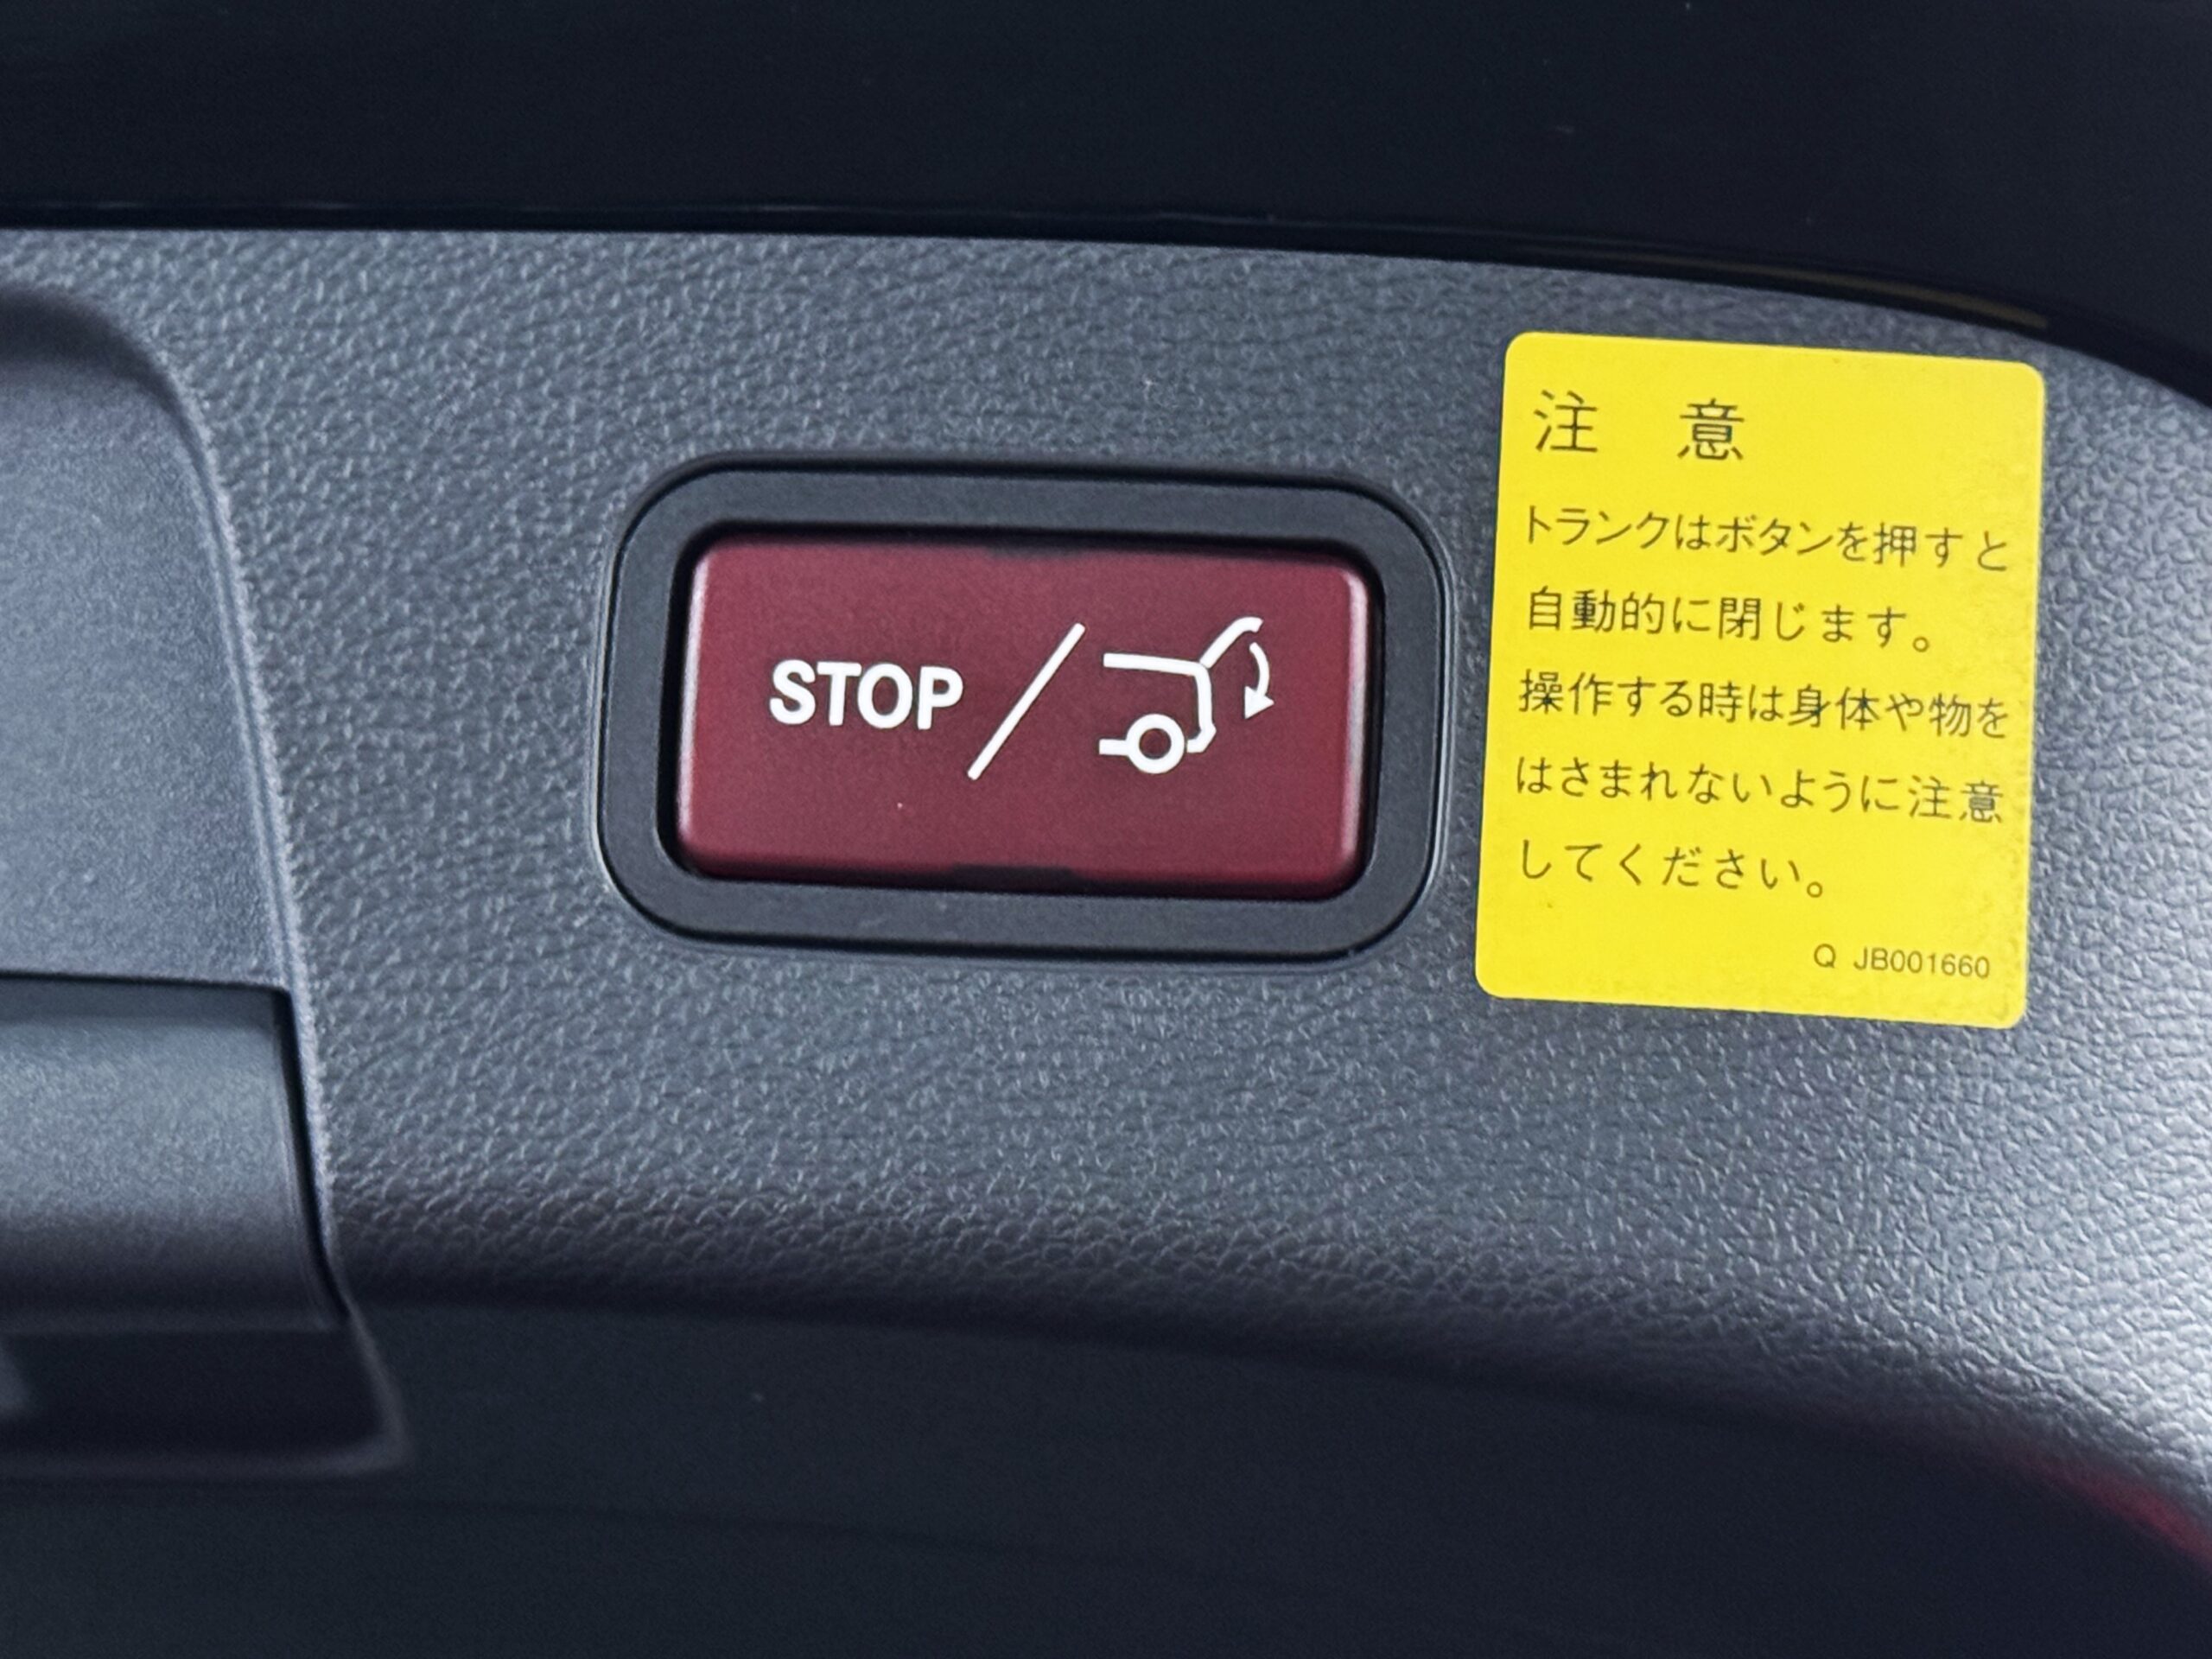 STOP
注 意
トランクはボタンを押すと
自動的に閉じます。
操作する時は身体や物を
はさまれないように注意
してください。
Q JB001660